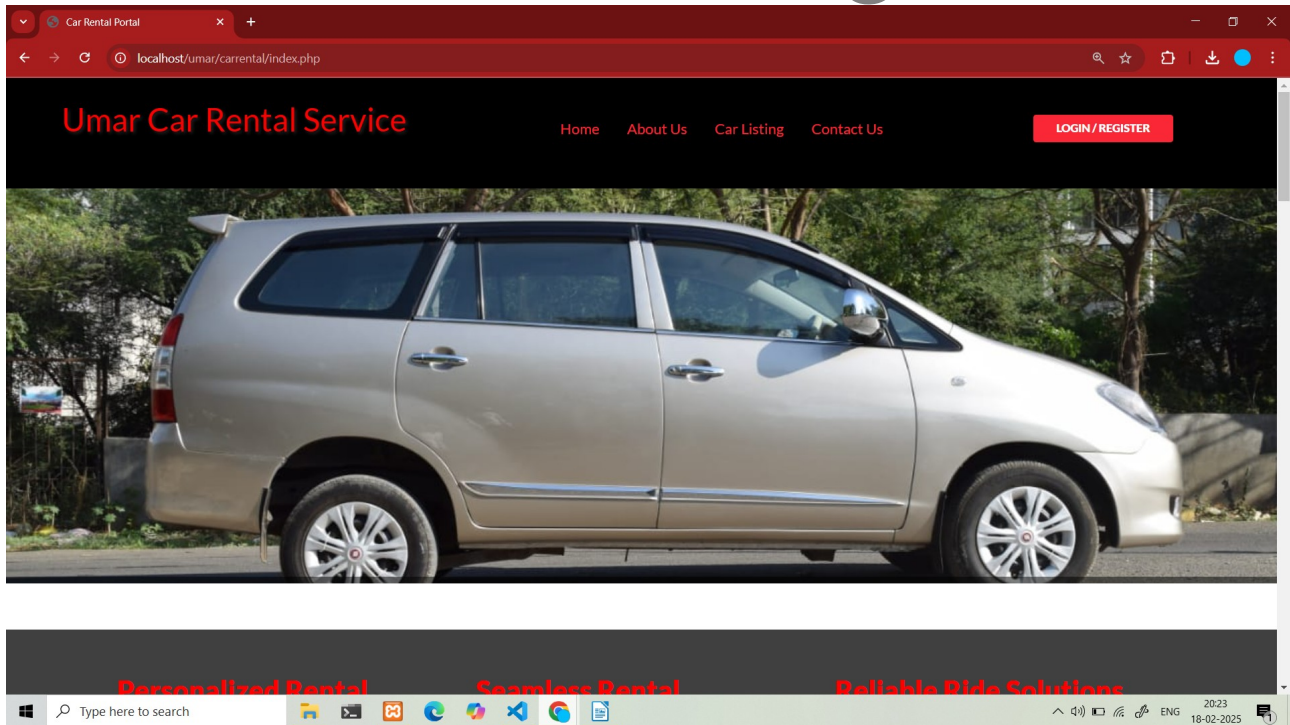 Car Rental Portal
localhost/umar/carrental/index.php
Umar Car Rental Service
Home About Us Car Listing Contact Us
LOGIN / REGISTER
Personalized Rental Seamless Rental Reliable Ride Solutions
Type here to search
ENG
20:23
18-02-2025
1